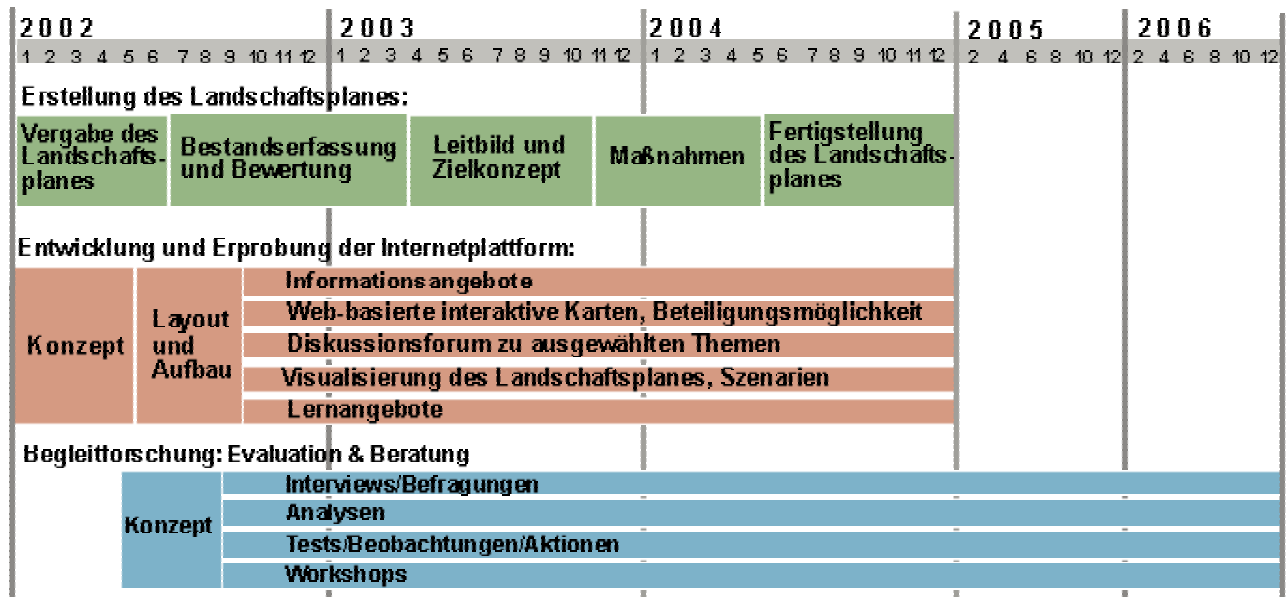 2002 2003 2004 2005 2006
1 2 3 4 5 6 7 8 9 10 11 12 1 2 3 4 5 6 7 8 9 10 11 12 1 2 3 4 5 6 7 8 9 10 11 12 2 4 6 8 10 12 2 4 6 8 10 12
Erstellung des Landschaftsplanes:
Vergabe des
Landschafts-
planes
Bestandserfassung
und Bewertung
Leitbild und
Zielkonzept
Maßnahmen
Fertigstellung
des Landschafts-
planes
Entwicklung und Erprobung der Internetplattform:
Konzept
Layout
und
Aufbau
Informationsangebote
Web-basierte interaktive Karten, Beteiligungsmöglichkeit
Diskussionsforum zu ausgewählten Themen
Visualisierung des Landschaftsplanes, Szenarien
Lernangebote
Begleitforschung: Evaluation & Beratung
Konzept
Interviews/Befragungen
Analysen
Tests/Beobachtungen/Aktionen
Workshops